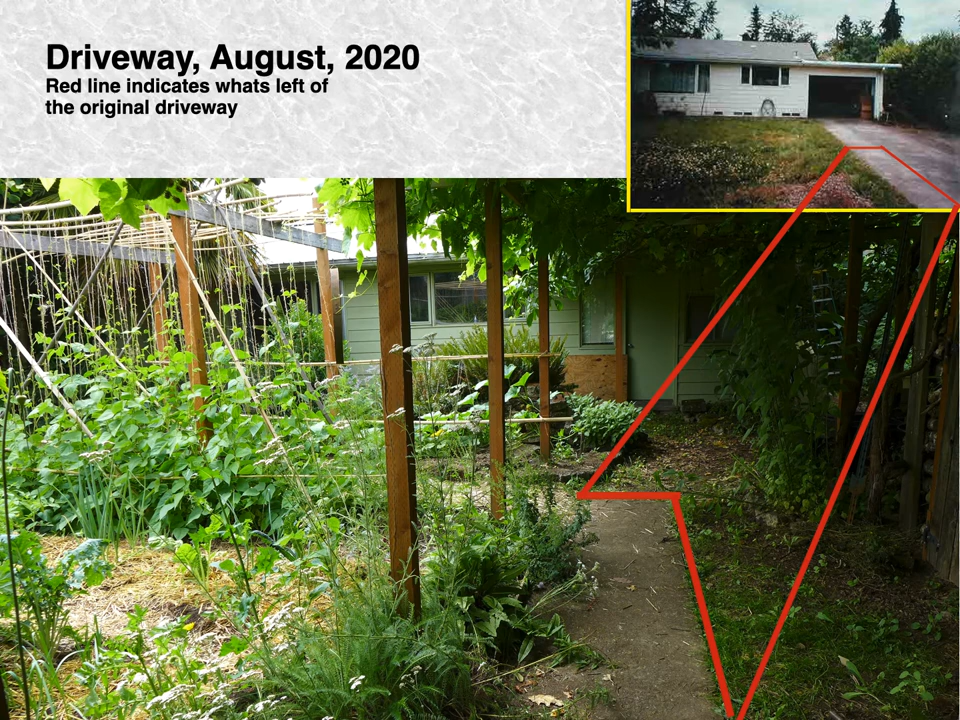 Driveway, August, 2020
Red line indicates whats left of
the original driveway